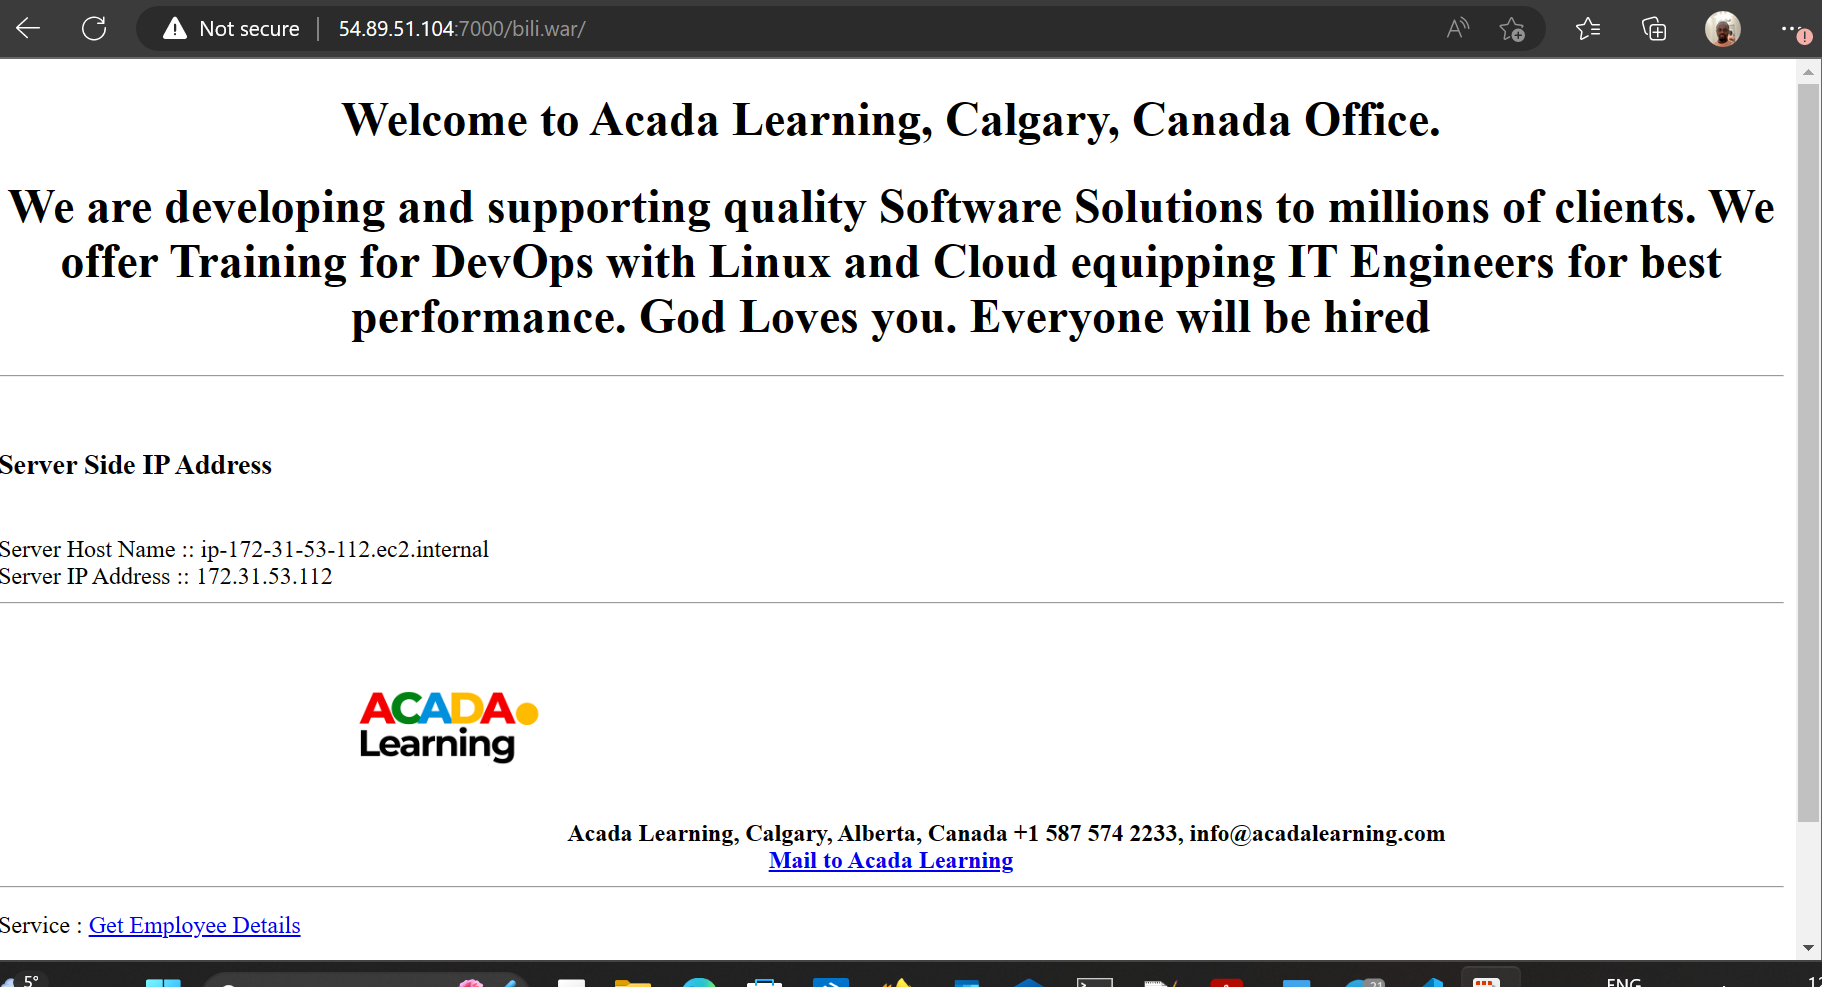 Not secure | 54.89.51.104:7000/bili.war/
Welcome to Acada Learning, Calgary, Canada Office.
We are developing and supporting quality Software Solutions to millions of clients. We
offer Training for DevOps with Linux and Cloud equipping IT Engineers for best
performance. God Loves you. Everyone will be hired
Server Side IP Address
Server Host Name :: ip-172-31-53-112.ec2.internal
Server IP Address :: 172.31.53.112
ACADA
Learning
Acada Learning, Calgary, Alberta, Canada +1 587 574 2233, info@acadalearning.com
Mail to Acada Learning
Service : Get Employee Details
5°
21
ENG